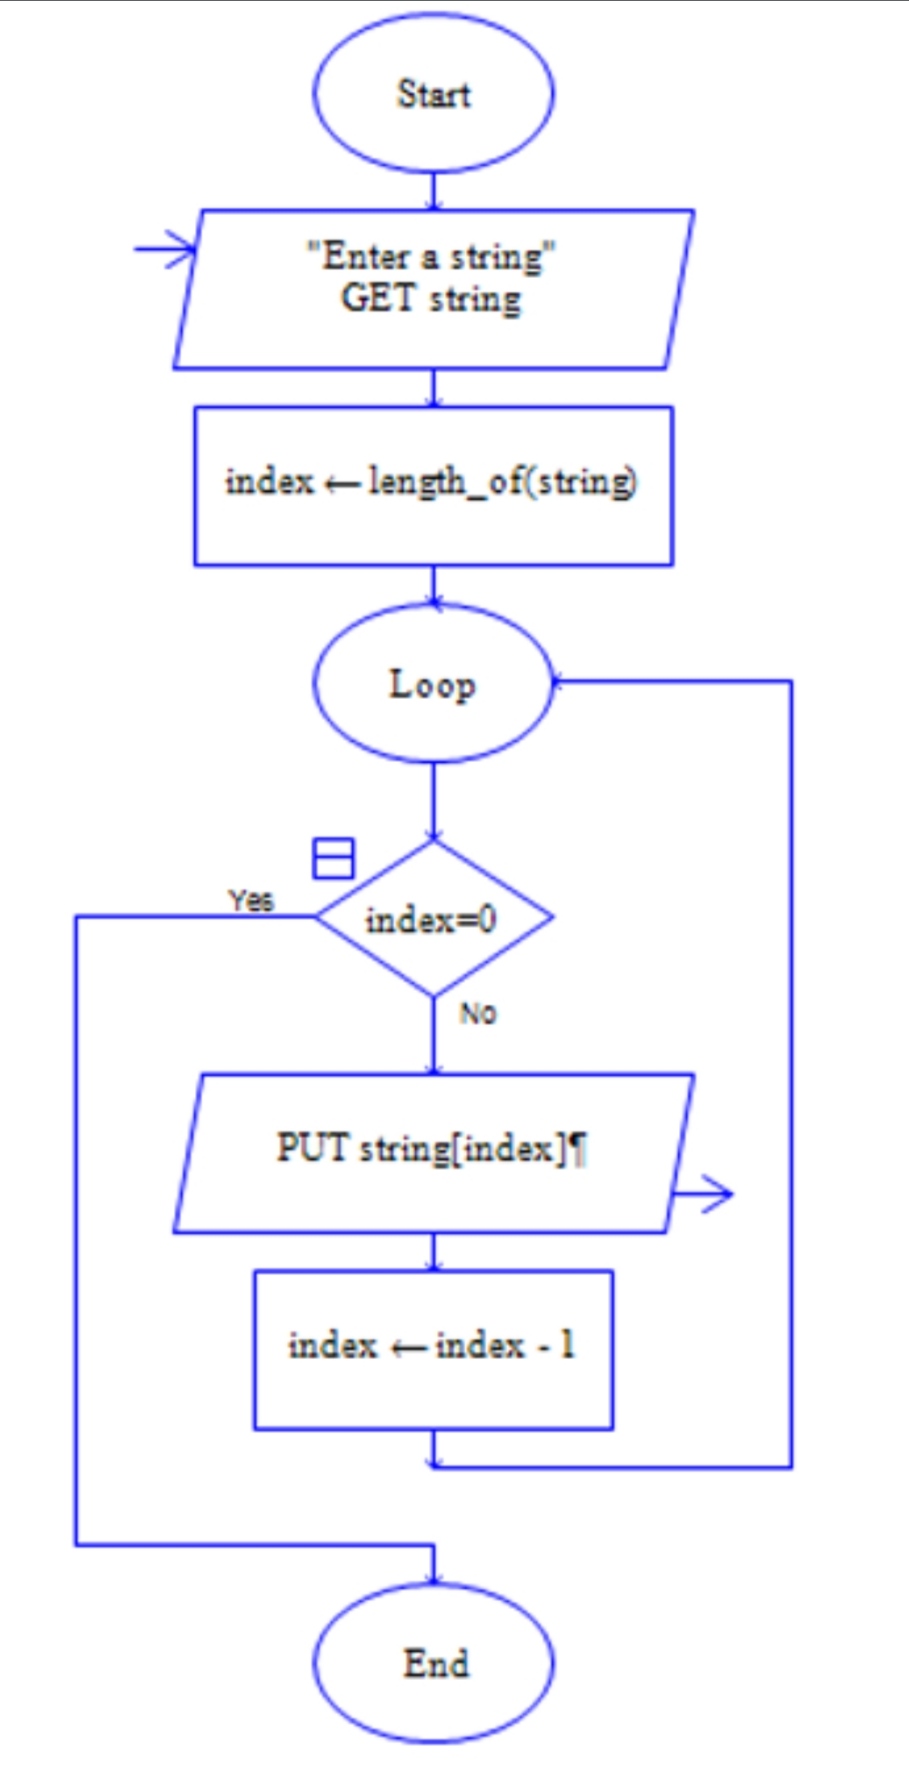 Start
"Enter a string"
GET string
index ← length_of(string)
Loop
Yes
index=0
No
PUT string[index]¶
index ← index - 1
End